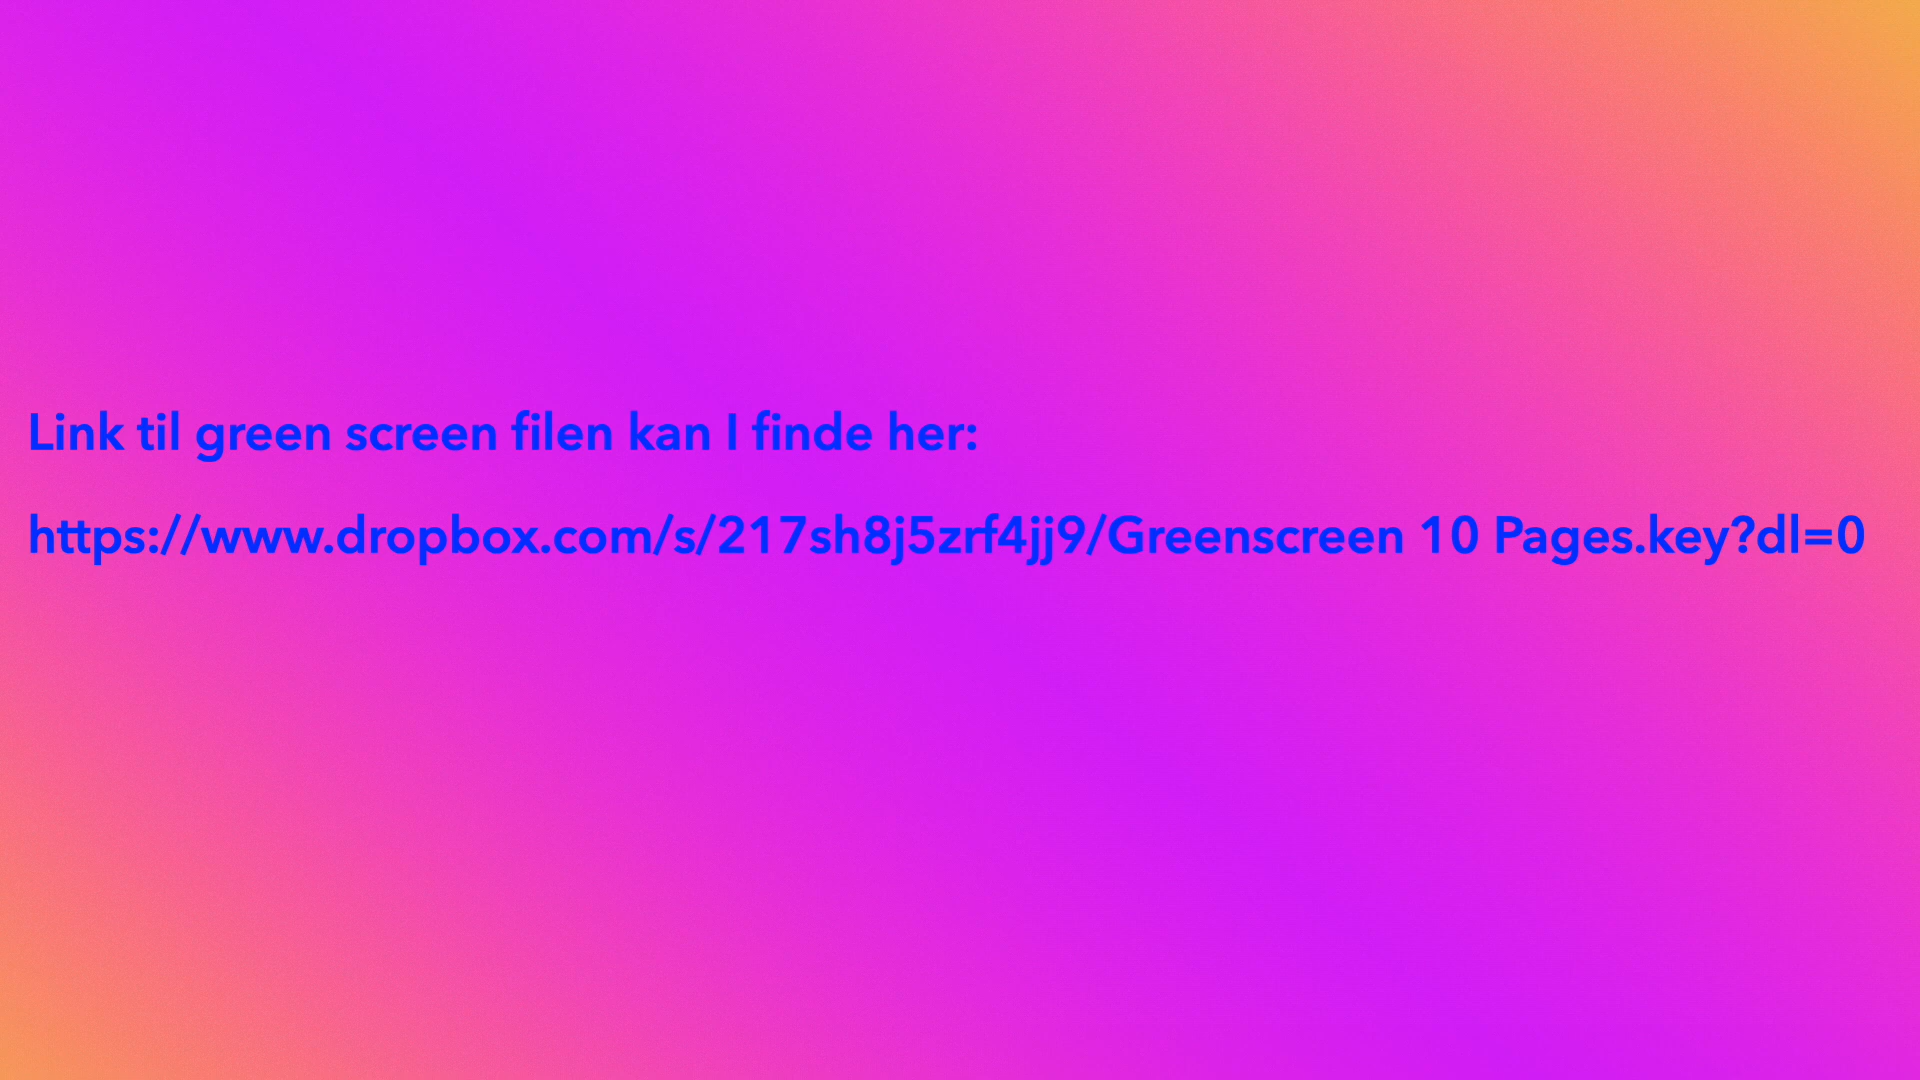 Link til green screen filen kan I finde her:
https://www.dropbox.com/s/217sh8j5zrf4jj9/Greenscreen 10 Pages.key?dl=0